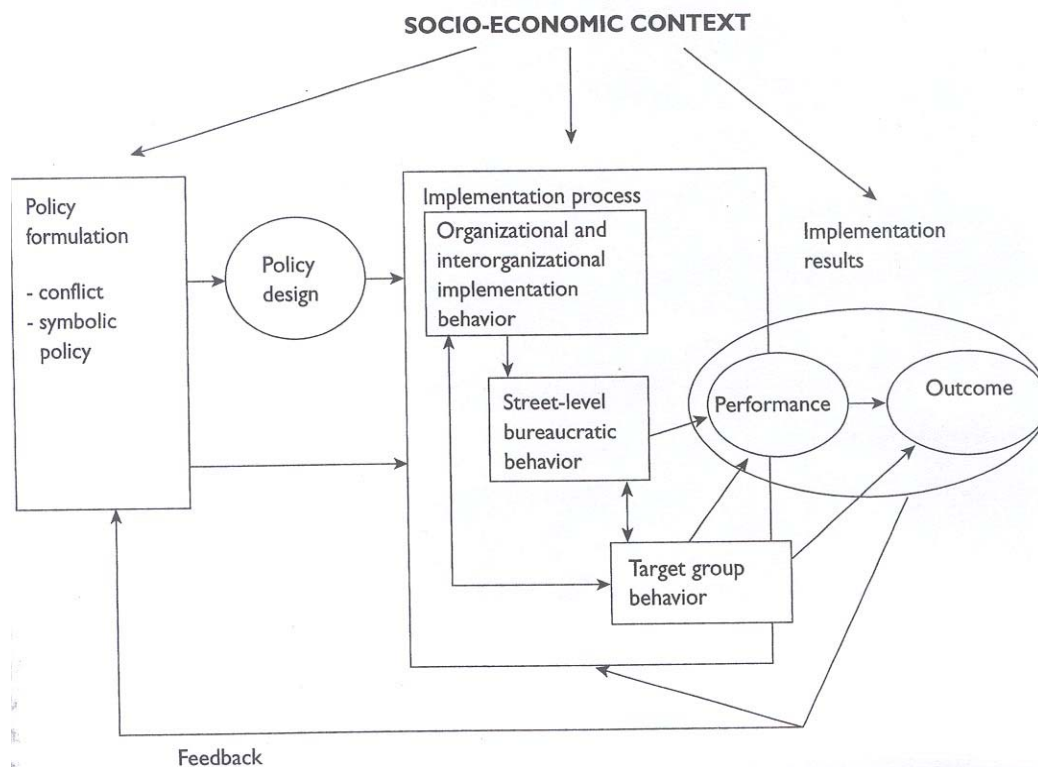 SOCIO-ECONOMIC CONTEXT
Policy
formulation
- conflict
- symbolic
policy
Policy
design
Implementation process
Organizational and
interorganizational
implementation
behavior
Street-level
bureaucratic
behavior
Target group
behavior
Implementation
results
Performance
Outcome
Feedback